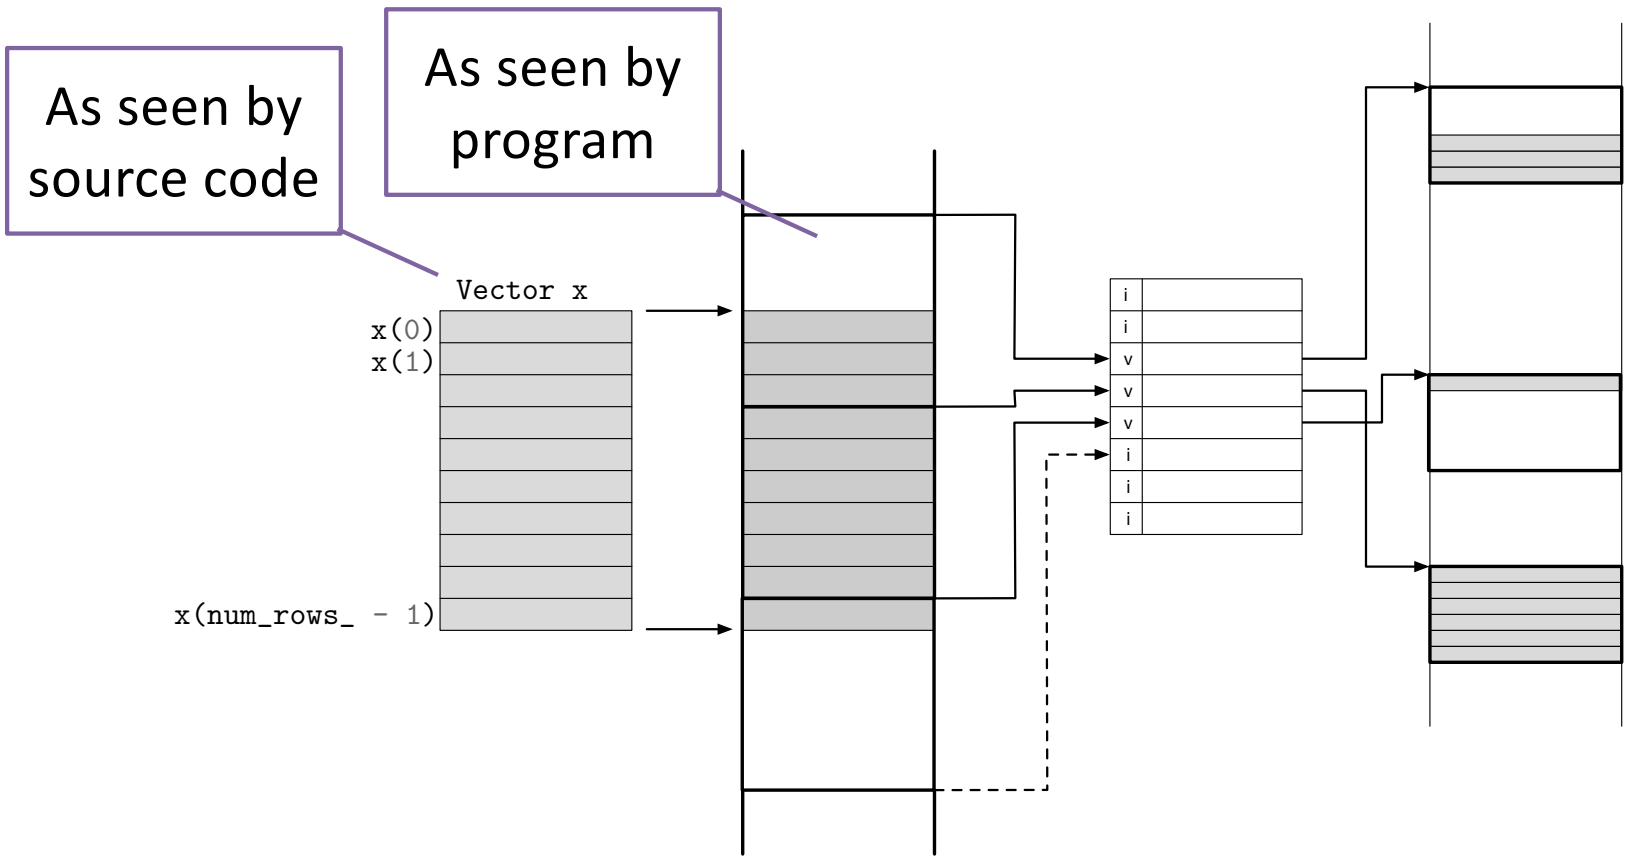 As seen by
source code
As seen by
program
Vector x
x(0)
x(1)
x(num_rows_ - 1)
i
i
v
v
v
i
i
i